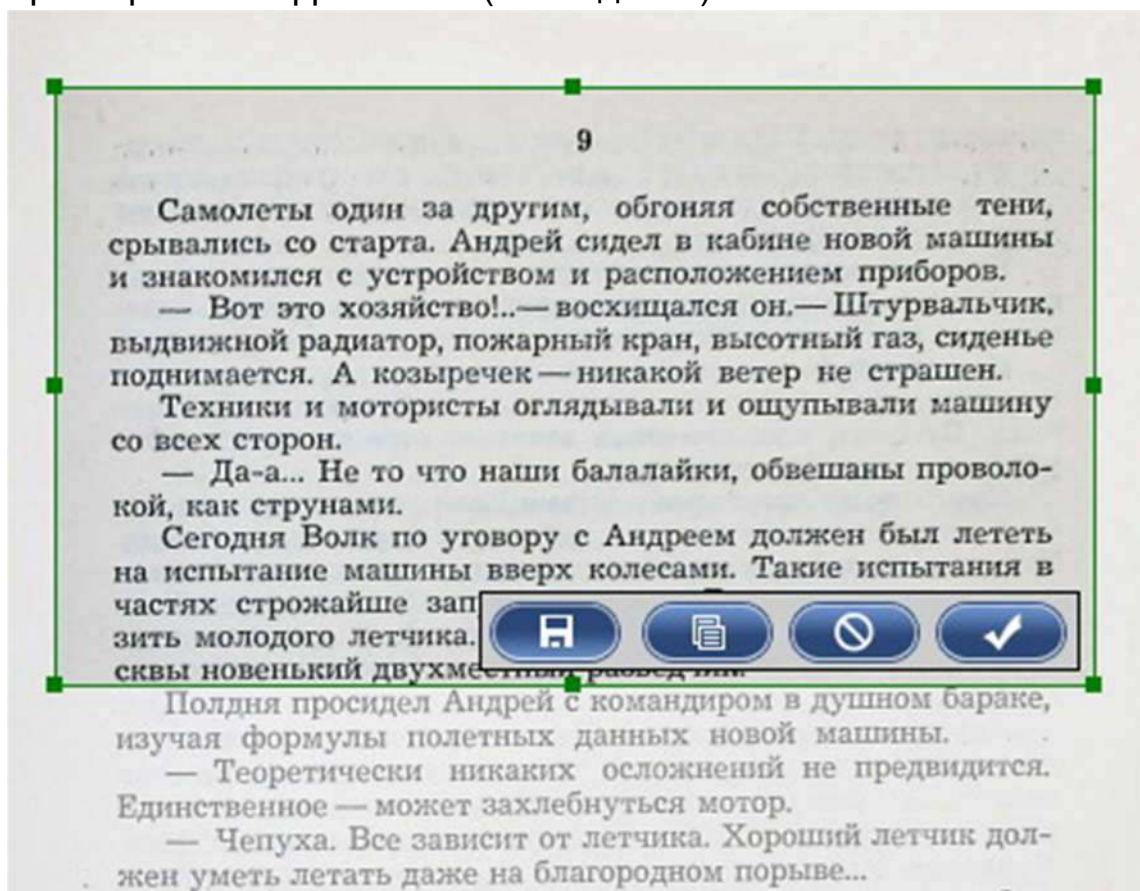 9
Самолеты один за другим, обгоняя собственные тени,
срывались со старта. Андрей сидел в кабине новой машины
и знакомился с устройством и расположением приборов.
— Вот это хозяйство!..— восхищался он.— Штурвальчик,
выдвижной радиатор, пожарный кран, высотный газ, сиденье
поднимается. А козыречек — никакой ветер не страшен.
Техники и мотористы оглядывали и ощупывали машину
со всех сторон.
— Да-а... Не то что наши балалайки, обвешаны проволо-
кой, как струнами.
Сегодня Волк по уговору с Андреем должен был лететь
на испытание машины вверх колесами. Такие испытания в
частях строжайше зап
зить молодого летчика.
сквы новенький двухместный
Полдня просидел Андрей с командиром в душном бараке,
изучая формулы полетных данных новой машины.
— Теоретически никаких осложнений не предвидится.
Единственное — может захлебнуться мотор.
— Чепуха. Все зависит от летчика. Хороший летчик дол-
жен уметь летать даже на благородном порыве...